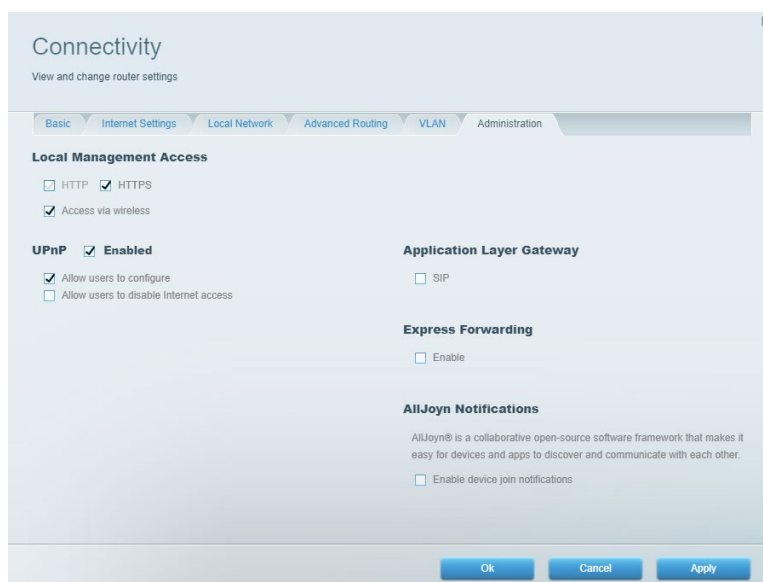 Connectivity
View and change router settings
Basic
Internet Settings
Local Network
Advanced Routing
VLAN
Administration
Local Management Access
HTTP
HTTPS
Access via wireless
UPnP
Enabled
Allow users to configure
Allow users to disable Internet access
Application Layer Gateway
SIP
Express Forwarding
Enable
AllJoyn Notifications
AllJoyn® is a collaborative open-source software framework that makes it
easy for devices and apps to discover and communicate with each other.
Enable device join notifications
Ok
Cancel
Apply